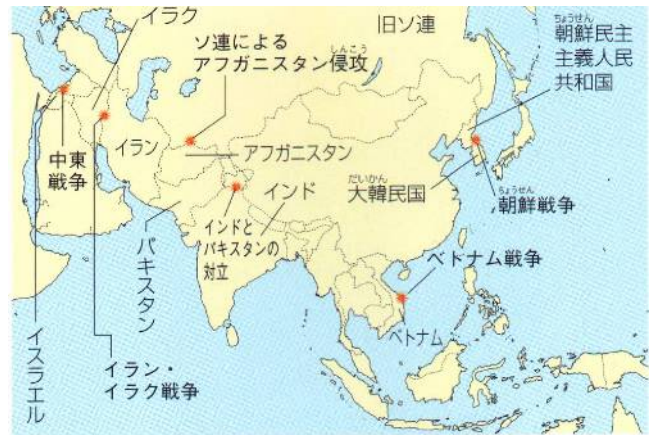 イラク
ソ連による
アフガニスタン侵攻
しんこう
旧ソ連
ちょうせん
朝鮮民主
主義人民
共和国
中東
戦争
イラン
アフガニスタン
だいかん
大韓民国
ちょうせん
朝鮮戦争
インド
インドと
パキスタンの
対立
パキスタン
ベトナム戦争
ベトナム
イスラエル
イラン・
イラク戦争